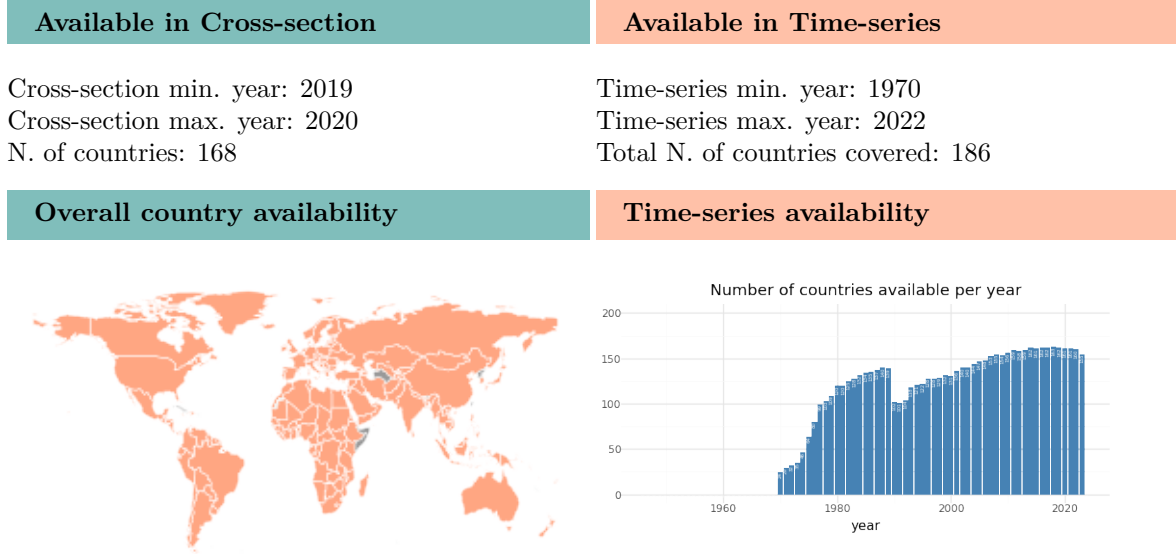 Available in Cross-section
Available in Time-series
Cross-section min. year: 2019
Cross-section max. year: 2020
N. of countries: 168
Time-series min. year: 1970
Time-series max. year: 2022
Total N. of countries covered: 186
Overall country availability
Time-series availability
Number of countries available per year
200
150
100
50
0
1960
1980
2000
2020
year